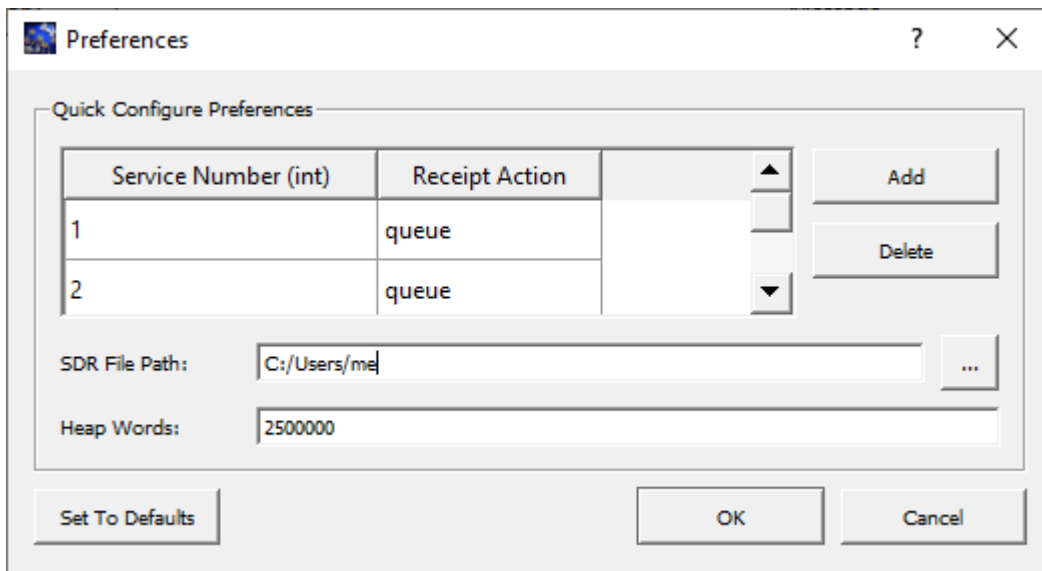 Preferences
?
Quick Configure Preferences
Service Number (int) Receipt Action
Add
1 queue
Delete
2 queue
SDR File Path: C:/Users/me ...
Heap Words: 2500000
Set To Defaults OK Cancel